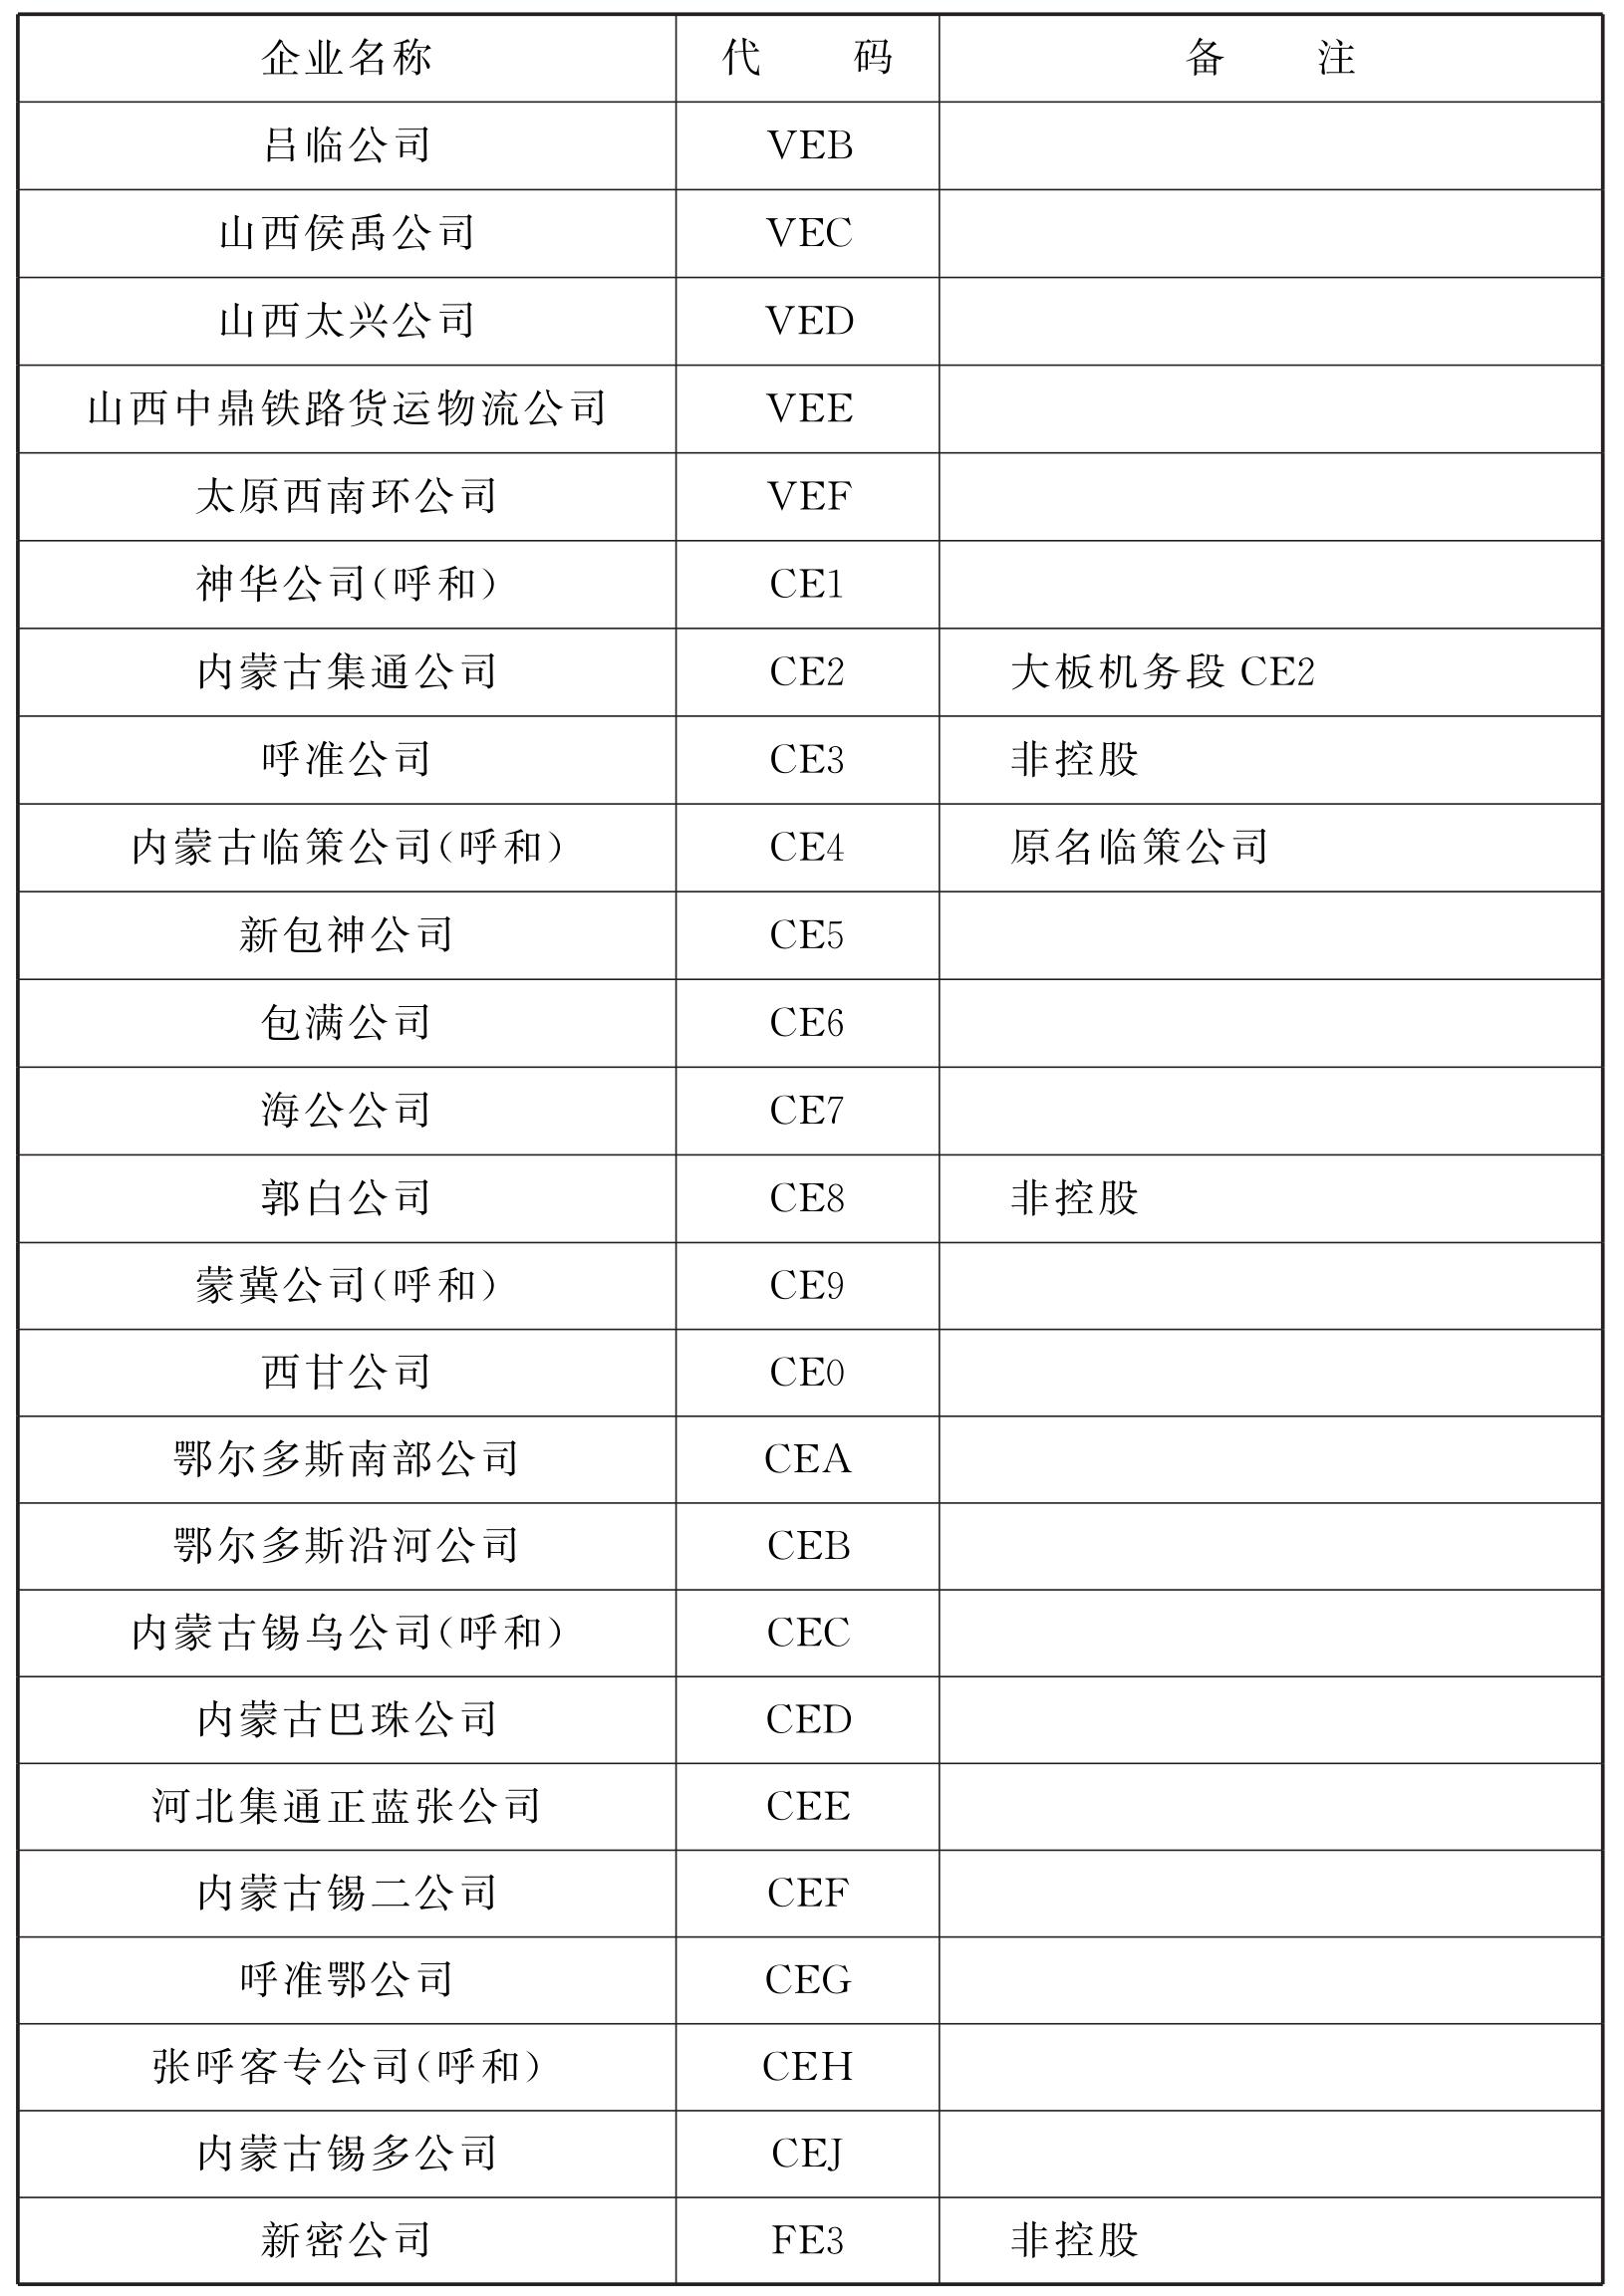 企业名称 代码 备注
吕临公司 VEB
山西侯禹公司 VEC
山西太兴公司 VED
山西中鼎铁路货运物流公司 VEE
太原西南环公司 VEF
神华公司(呼和) CE1
内蒙古集通公司 CE2 大板机务段 CE2
呼准公司 CE3 非控股
内蒙古临策公司(呼和) CE4 原名临策公司
新包神公司 CE5
包满公司 CE6
海公公司 CE7
郭白公司 CE8 非控股
蒙冀公司(呼和) CE9
西甘公司 CE0
鄂尔多斯南部公司 CEA
鄂尔多斯沿河公司 CEB
内蒙古锡乌公司(呼和) CEC
内蒙古巴珠公司 CED
河北集通正蓝张公司 CEE
内蒙古锡二公司 CEF
呼准鄂公司 CEG
张呼客专公司(呼和) CEH
内蒙古锡多公司 CEJ
新密公司 FE3 非控股